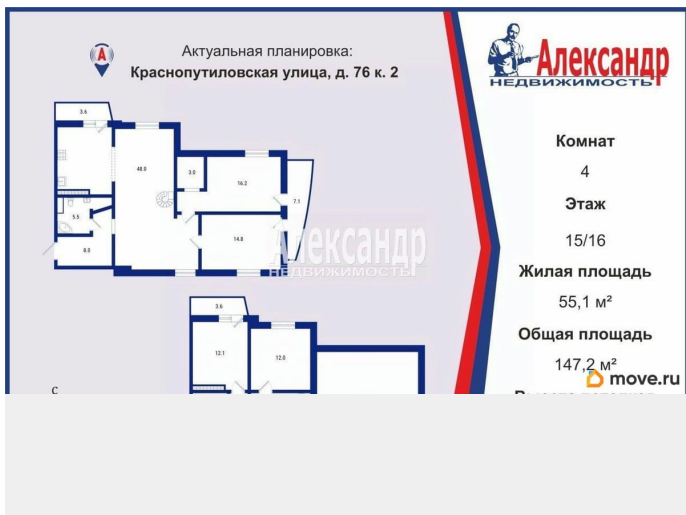 Актуальная планировка:
Краснопутиловская улица, д. 76 к. 2
А
Александр
НЕДВИЖИМОСТЬ
Комнат
4
Этаж
15/16
Жилая площадь
55,1 м²
Общая площадь
147,2 м²
move.ru
3.6
48.0
3.0
16.2
7.1
5.5
14.8
8.0
Александр
НЕДВИЖИМОСТЬ
3.6
12.1
12.0
С